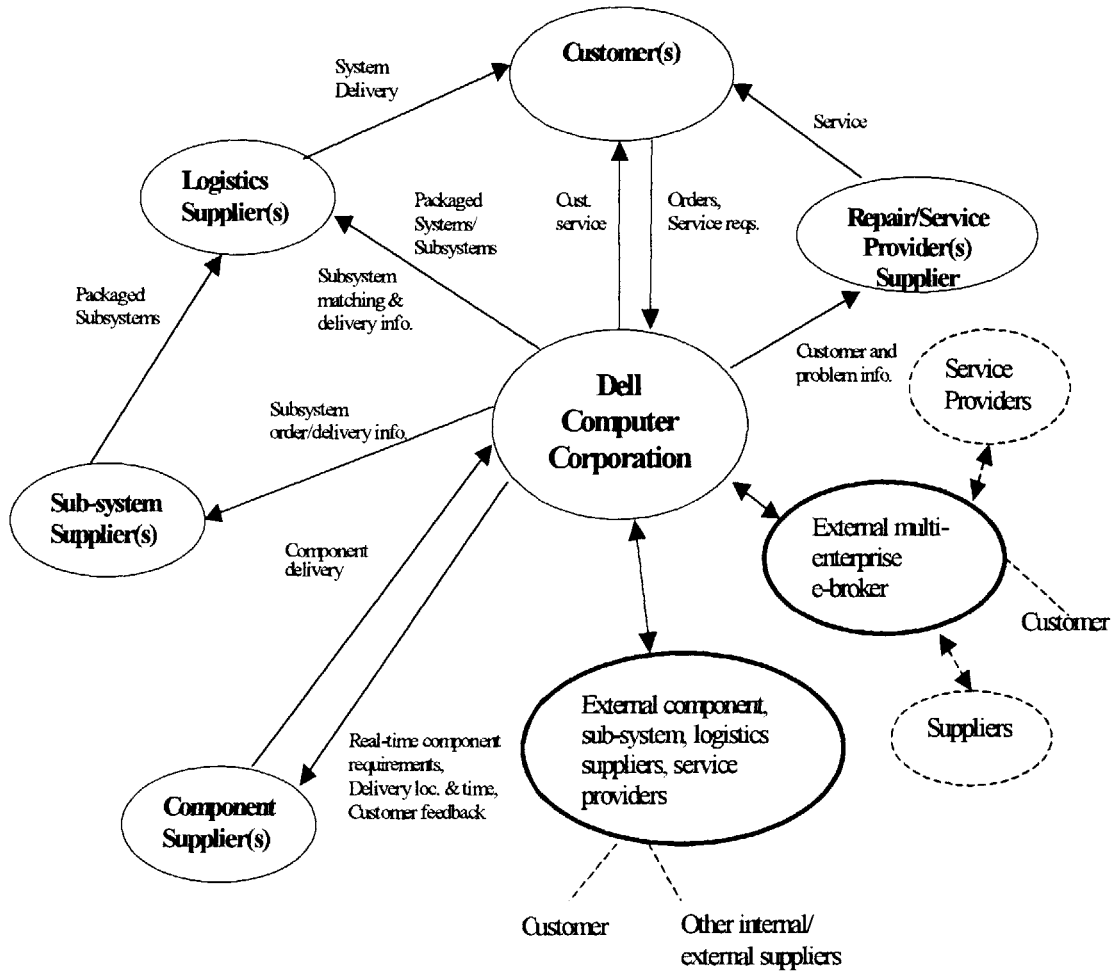 Customer(s)
System
Delivery
Service
Logistics
Supplier(s)
Packaged
Systems/
Subsystems
Cust.
service
Orders,
Service reqs.
Repair/Service
Provider(s)
Supplier
Packaged
Subsystems
Subsystem
matching &
delivery info.
Customer and
problem info.
Service
Providers
Dell
Computer
Corporation
Subsystem
order/delivery info.
Sub-system
Supplier(s)
External multi-
enterprise
e-broker
Component
delivery
Customer
External component,
sub-system, logistics
suppliers, service
providers
Suppliers
Real-time component
requirements,
Delivery loc. & time,
Customer feedback
Component
Supplier(s)
Customer
Other internal/
external suppliers